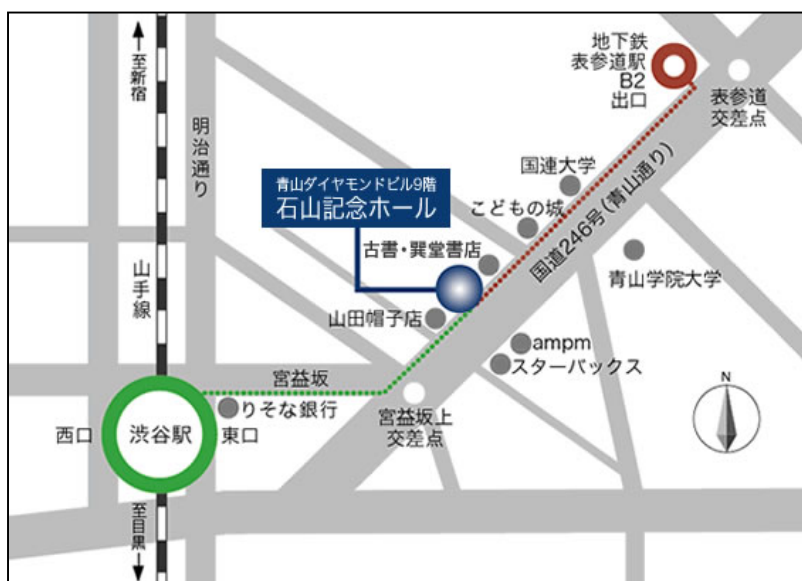 至新宿
明治通り
地下鉄
表参道駅
B2
出口
表参道
交差点
国連大学
こどもの城
国道246号(青山通り)
青山ダイヤモンドビル9階
石山記念ホール
古書・巽堂書店
青山学院大学
山手線
山田帽子店
ampm
スターバックス
宮益坂
りそな銀行
宮益坂上
交差点
N
西口
渋谷駅
東口
至目黒